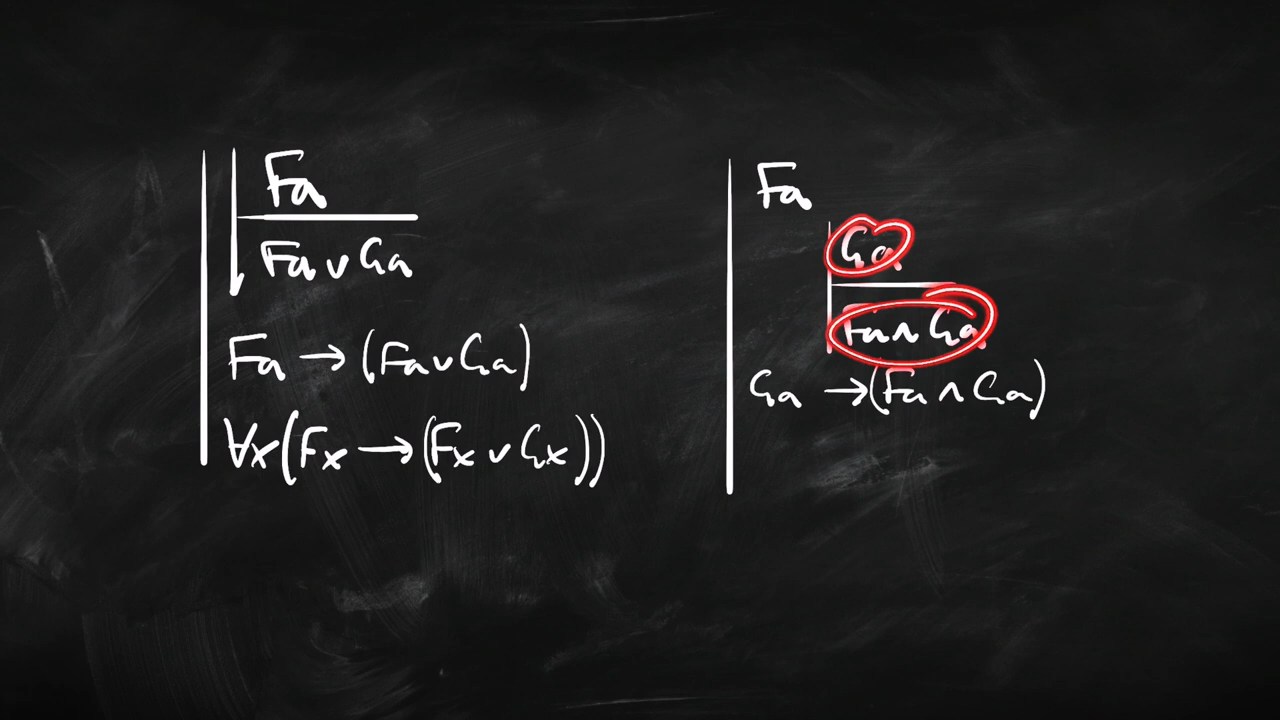 Fa
Fa ∨ Ga
Fa → (Fa ∨ Ga)
∀x(Fx → (Fx ∨ Gx))
Fa
Ga
Fa ∧ Ga
Ga → (Fa ∧ Ga)